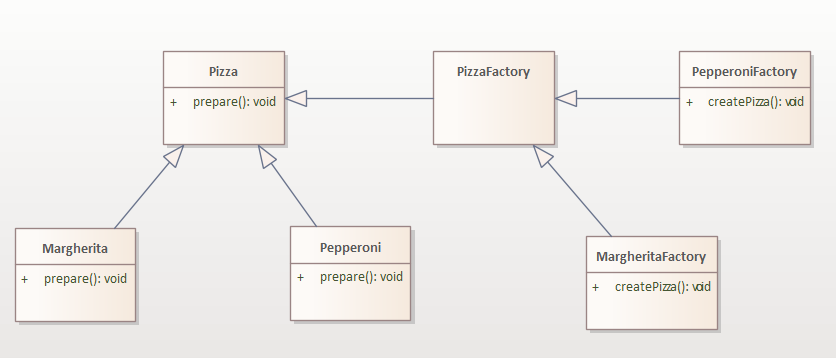 Pizza
+ prepare(): void
PizzaFactory
PepperoniFactory
+ createPizza(): void
Margherita
+ prepare(): void
Pepperoni
+ prepare(): void
MargheritaFactory
+ createPizza(): void